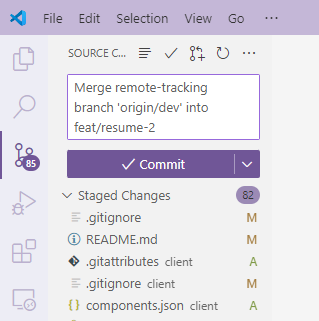 File Edit Selection View Go ...
SOURCE C...
Merge remote-tracking
branch 'origin/dev' into
feat/resume-2
Commit
85
Staged Changes 82
.gitignore M
README.md M
.gitattributes client A
.gitignore client M
components.json client A